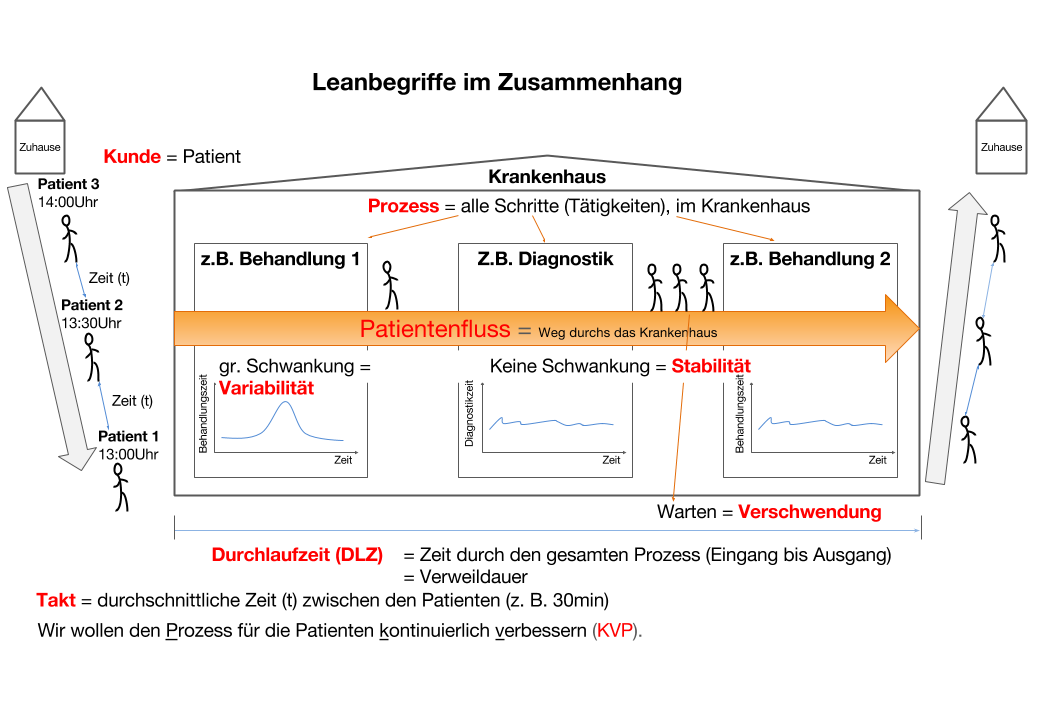 Leanbegriffe im Zusammenhang
Zuhause
Zuhause
Kunde = Patient
Krankenhaus
Patient 3
14:00Uhr
Prozess = alle Schritte (Tätigkeiten), im Krankenhaus
z.B. Behandlung 1
Z.B. Diagnostik
z.B. Behandlung 2
Zeit (t)
Patient 2
13:30Uhr
Patientenfluss = Weg durchs das Krankenhaus
gr. Schwankung =
Variabilität
Keine Schwankung = Stabilität
Zeit (t)
Behandlungszeit
Zeit
Diagnostikzeit
Zeit
Behandlungszeit
Zeit
Patient 1
13:00Uhr
Warten = Verschwendung
Durchlaufzeit (DLZ) = Zeit durch den gesamten Prozess (Eingang bis Ausgang)
= Verweildauer
Takt = durchschnittliche Zeit (t) zwischen den Patienten (z. B. 30min)
Wir wollen den Prozess für die Patienten kontinuierlich verbessern (KVP).